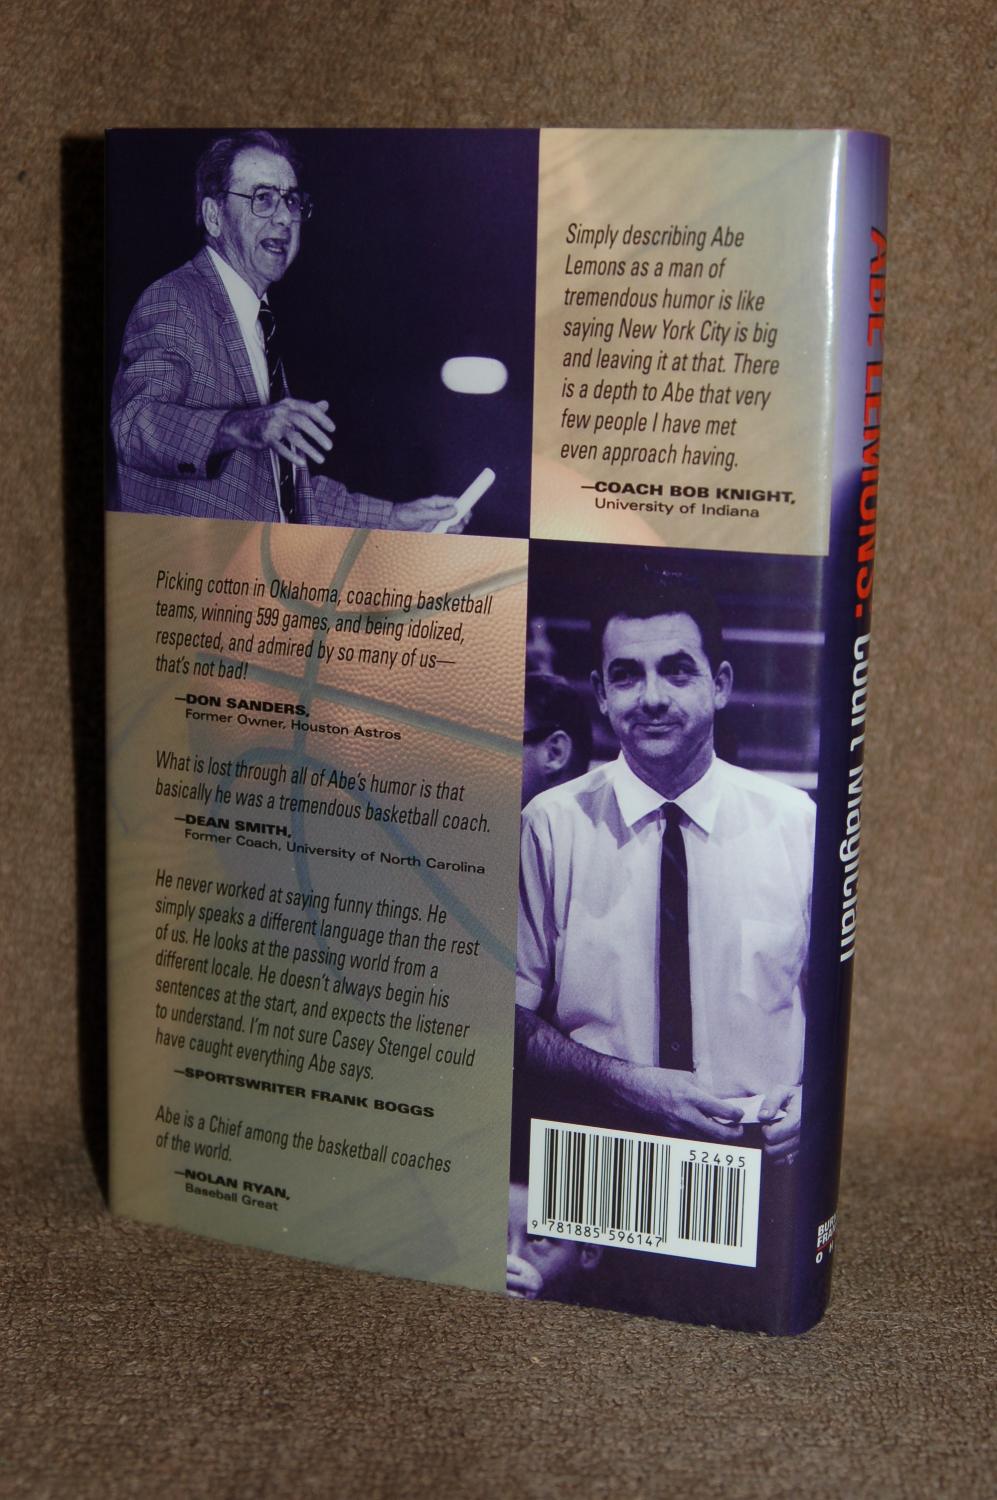 Simply describing Abe
Lemons as a man of
tremendous humor is like
saying New York City is big
and leaving it at that. There
is a depth to Abe that very
few people I have met
even approach having.
—COACH BOB KNIGHT,
University of Indiana
Picking cotton in Oklahoma, coaching basketball
teams, winning 599 games, and being idolized,
respected, and admired by so many of us—
that's not bad!
—DON SANDERS,
Former Owner, Houston Astros
What is lost through all of Abe's humor is that
basically he was a tremendous basketball coach.
—DEAN SMITH,
Former Coach, University of North Carolina
He never worked at saying funny things. He
simply speaks a different language than the rest
of us. He looks at the passing world from a
different locale. He doesn't always begin his
sentences at the start, and expects the listener
to understand. I'm not sure Casey Stengel could
have caught everything Abe says.
—SPORTSWRITER FRANK BOGGS
Abe is a Chief among the basketball coaches
of the world.
—NOLAN RYAN,
Baseball Great
52495
9 781885 596147
ABE LEMONS: Court Magician